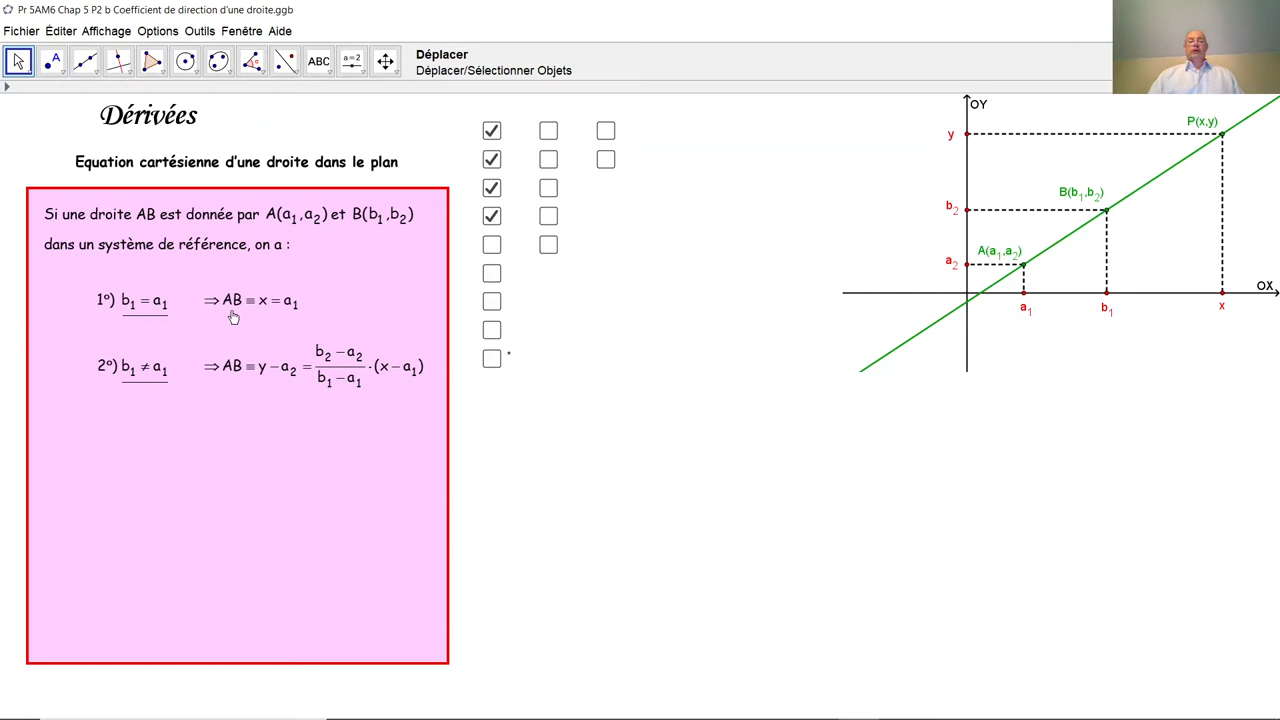 Pr 5AM6 Chap 5 P2 b Coefficient de direction d'une droite.ggb
Fichier Éditer Affichage Options Outils Fenêtre Aide
A
ABC
a=2
Déplacer
Déplacer/Sélectionner Objets
Dérivées
Equation cartésienne d'une droite dans le plan
Si une droite AB est donnée par A(a₁,a₂) et B(b₁,b₂)
dans un système de référence, on a :
1°) b₁ = a₁ ⇒ AB ≡ x = a₁
2°) b₁ ≠ a₁ ⇒ AB ≡ y − a₂ = (b₂ − a₂)/(b₁ − a₁) · (x − a₁)
*
OY
P(x,y)
y
B(b₁,b₂)
b₂
A(a₁,a₂)
a₂
OX
a₁ b₁ x